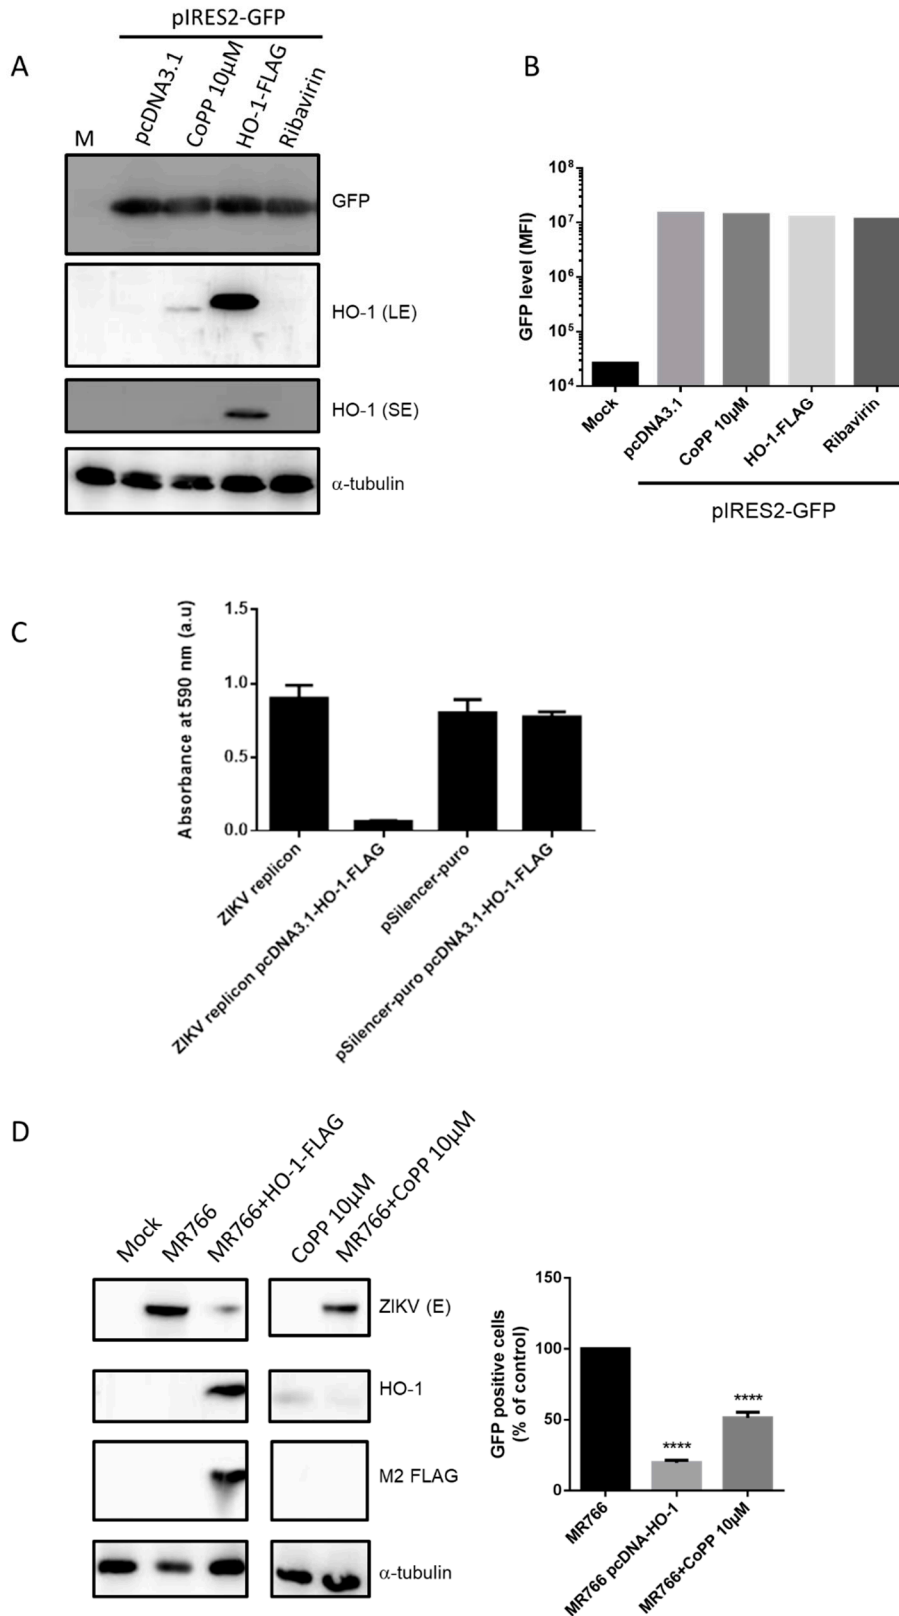 A
pIRES2-GFP
M
pcDNA3.1
CoPP 10µM
HO-1-FLAG
Ribavirin
GFP
HO-1 (LE)
HO-1 (SE)
α-tubulin
B
GFP level (MFI)
10⁸
10⁷
10⁶
10⁵
10⁴
Mock
pcDNA3.1
CoPP 10µM
HO-1-FLAG
Ribavirin
pIRES2-GFP
C
Absorbance at 590 nm (a.u)
1.5
1.0
0.5
0.0
ZIKV replicon
ZIKV replicon pcDNA3.1-HO-1-FLAG
pSilencer-puro
pSilencer-puro pcDNA3.1-HO-1-FLAG
D
Mock
MR766
MR766+HO-1-FLAG
CoPP 10µM
MR766+CoPP 10µM
ZIKV (E)
HO-1
M2 FLAG
α-tubulin
GFP positive cells
(% of control)
150
100
50
0
****
****
MR766
MR766 pcDNA-HO-1
MR766+CoPP 10µM